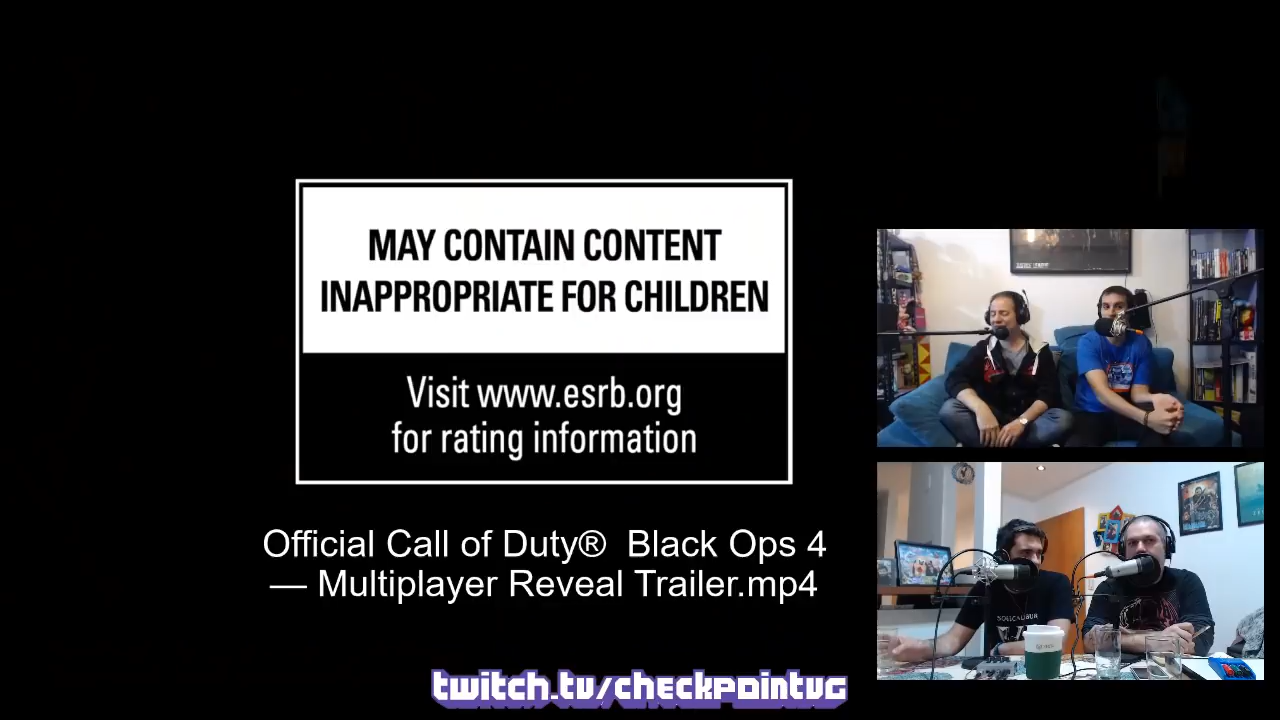 MAY CONTAIN CONTENT
INAPPROPRIATE FOR CHILDREN
Visit www.esrb.org
for rating information
Official Call of Duty® Black Ops 4
— Multiplayer Reveal Trailer.mp4
SOULCALIBUR
twitch.tv/checkpointvg